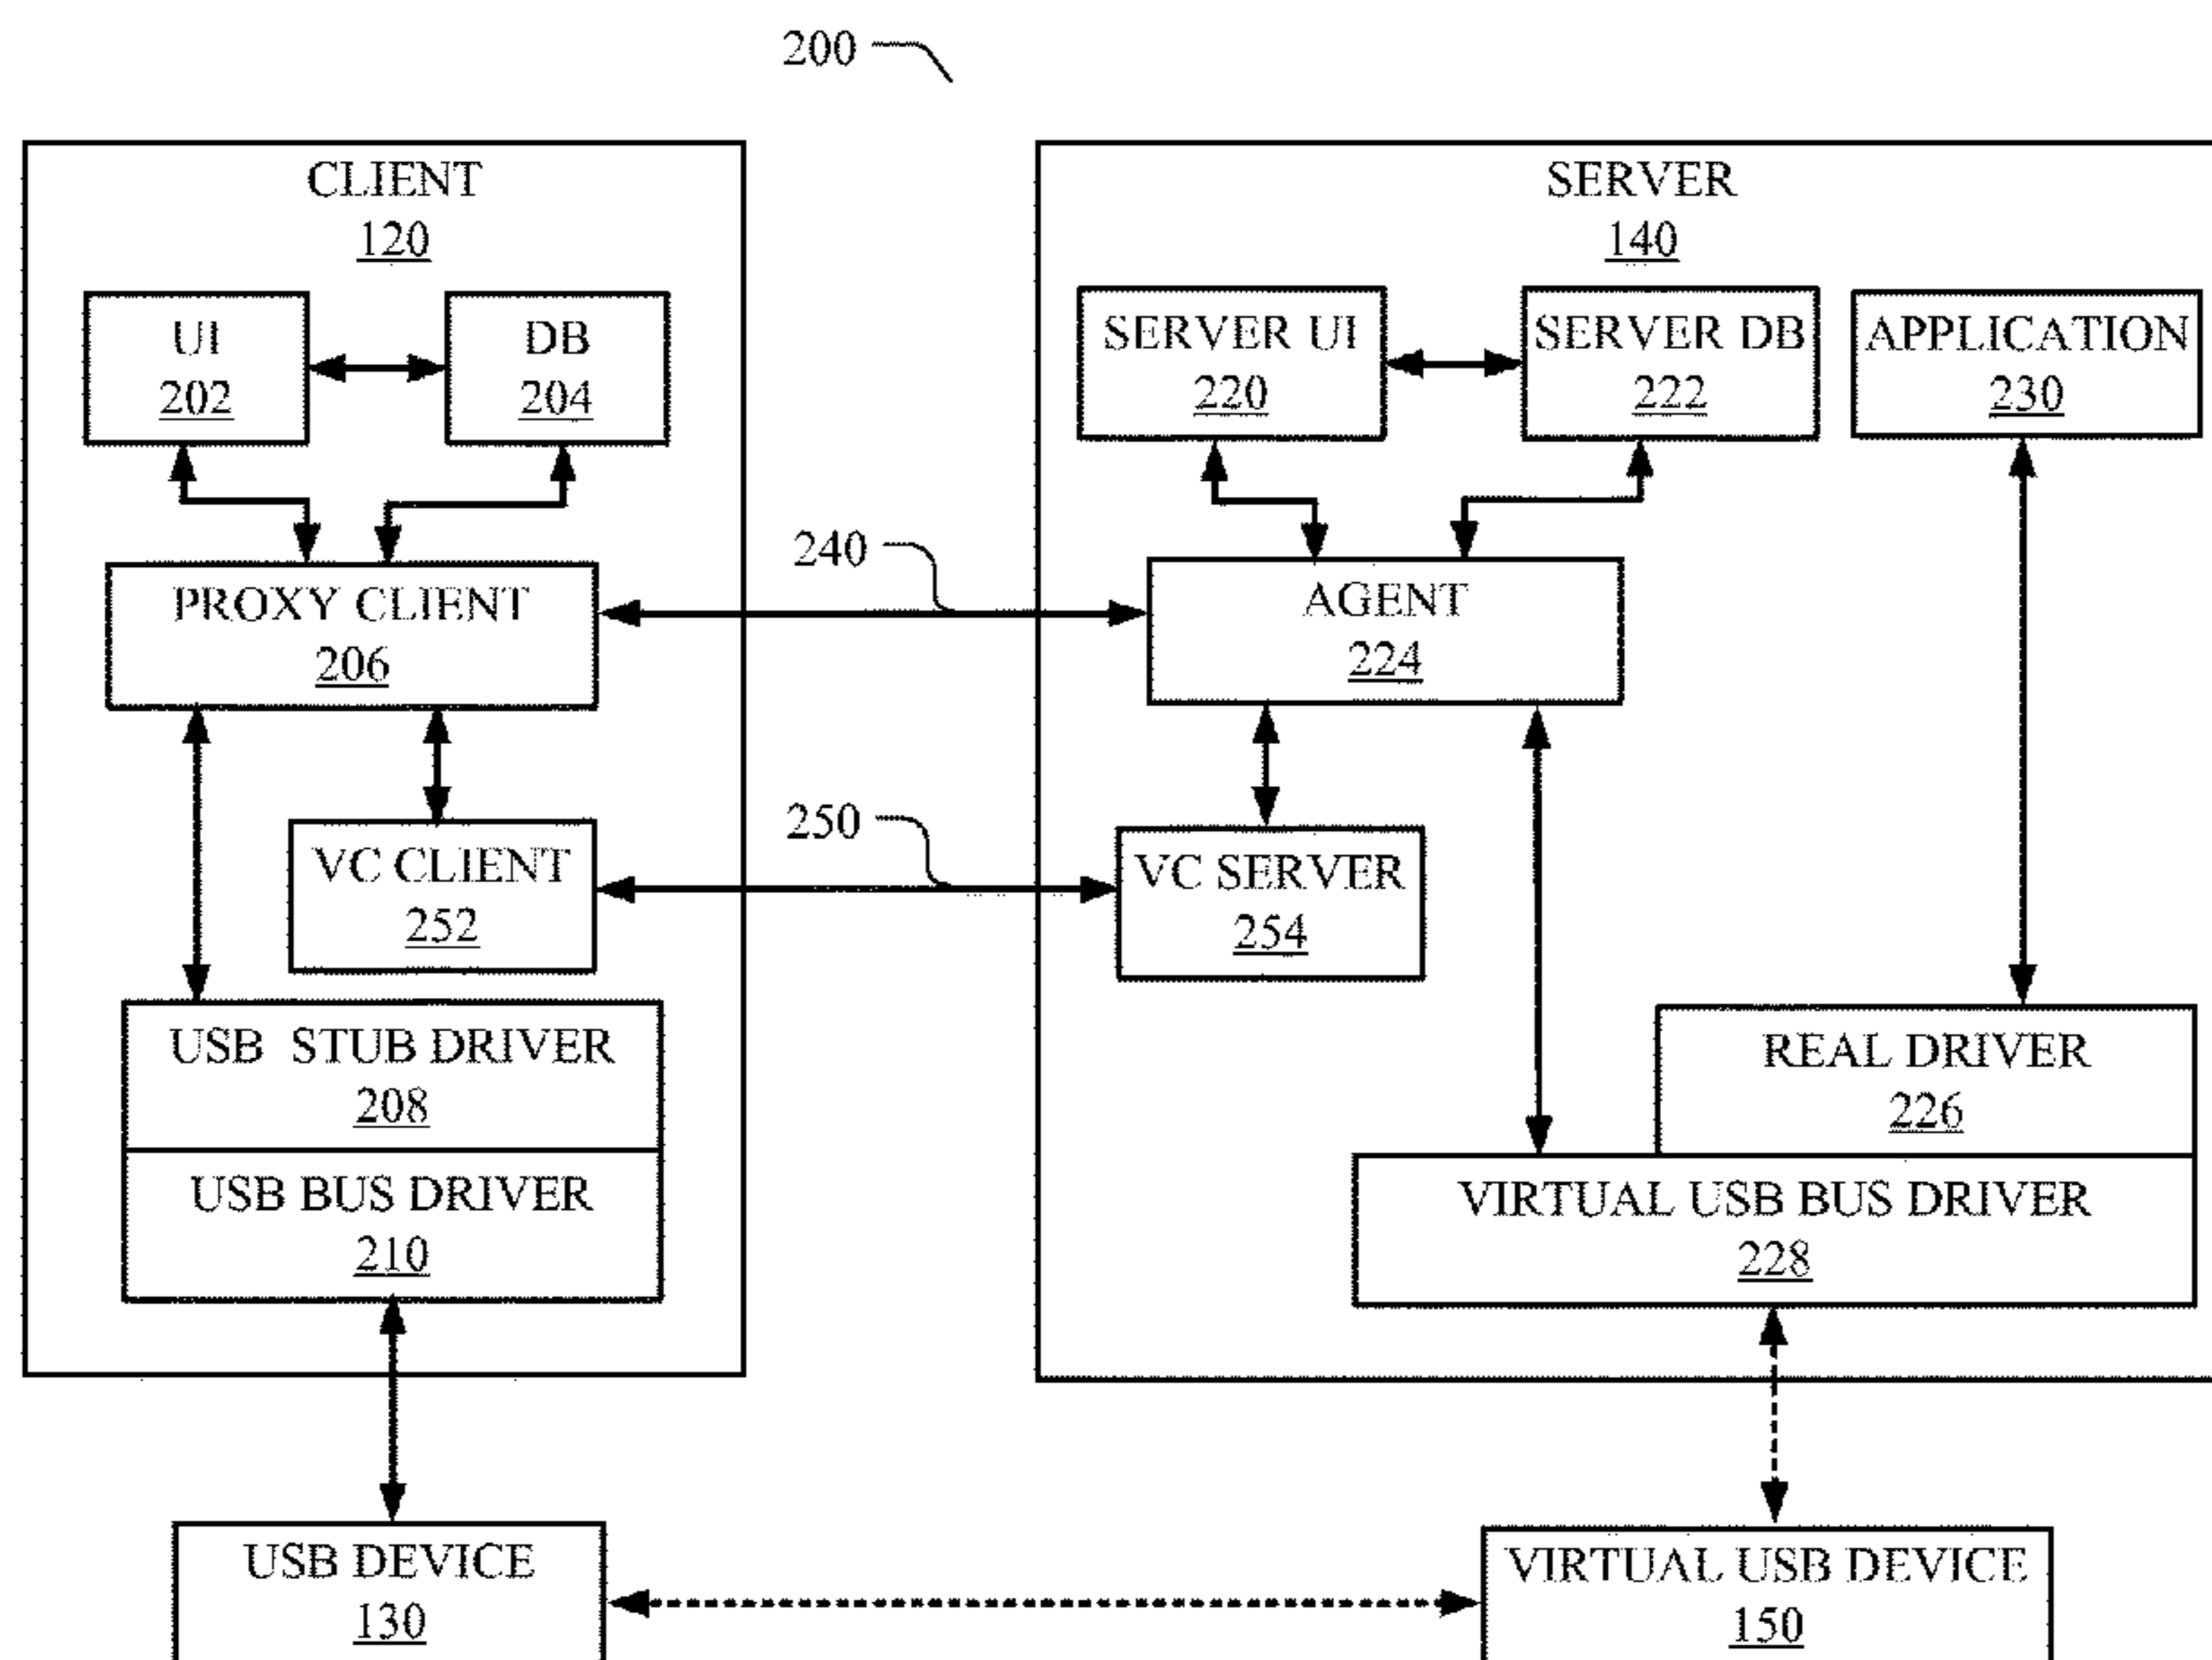 200
CLIENT
120
SERVER
140
UI
202
DB
204
SERVER UI
220
SERVER DB
222
APPLICATION
230
240
PROXY CLIENT
206
AGENT
224
250
VC CLIENT
252
VC SERVER
254
USB STUB DRIVER
208
REAL DRIVER
226
USB BUS DRIVER
210
VIRTUAL USB BUS DRIVER
228
USB DEVICE
130
VIRTUAL USB DEVICE
150